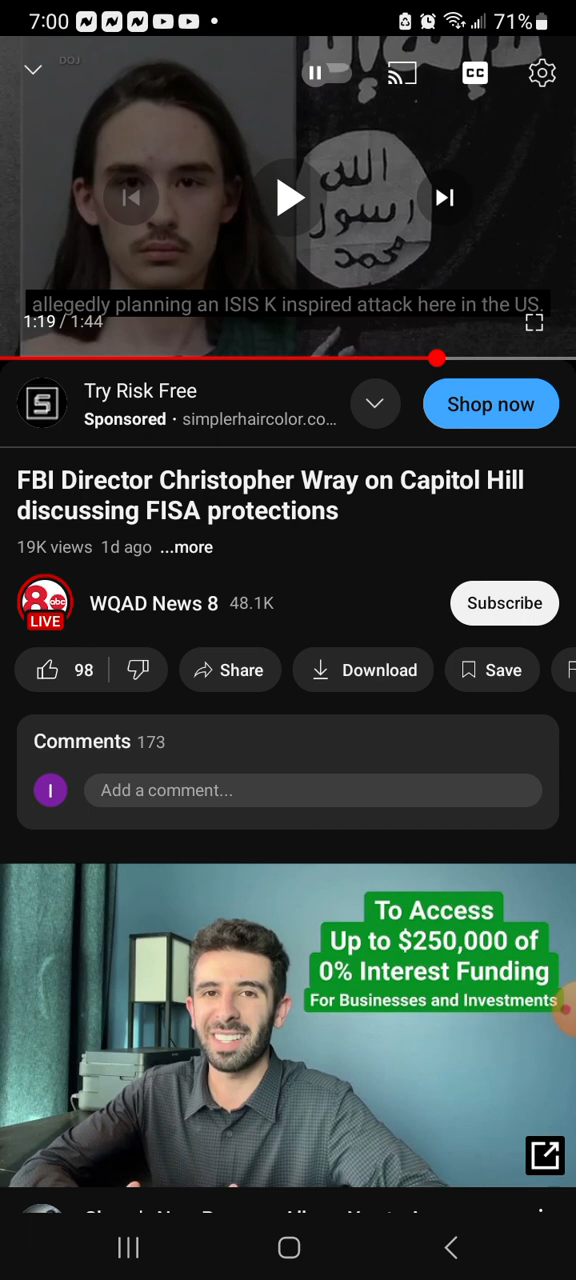 7:00
71%
DOJ
CC
الله
رسول
محمد
allegedly planning an ISIS K inspired attack here in the US.
1:19 / 1:44
S
Try Risk Free
Sponsored · simplerhaircolor.co...
Shop now
FBI Director Christopher Wray on Capitol Hill
discussing FISA protections
19K views 1d ago ...more
8 abc
LIVE
WQAD News 8 48.1K
Subscribe
98
Share
Download
Save
Comments 173
I
Add a comment...
To Access
Up to $250,000 of
0% Interest Funding
For Businesses and Investments